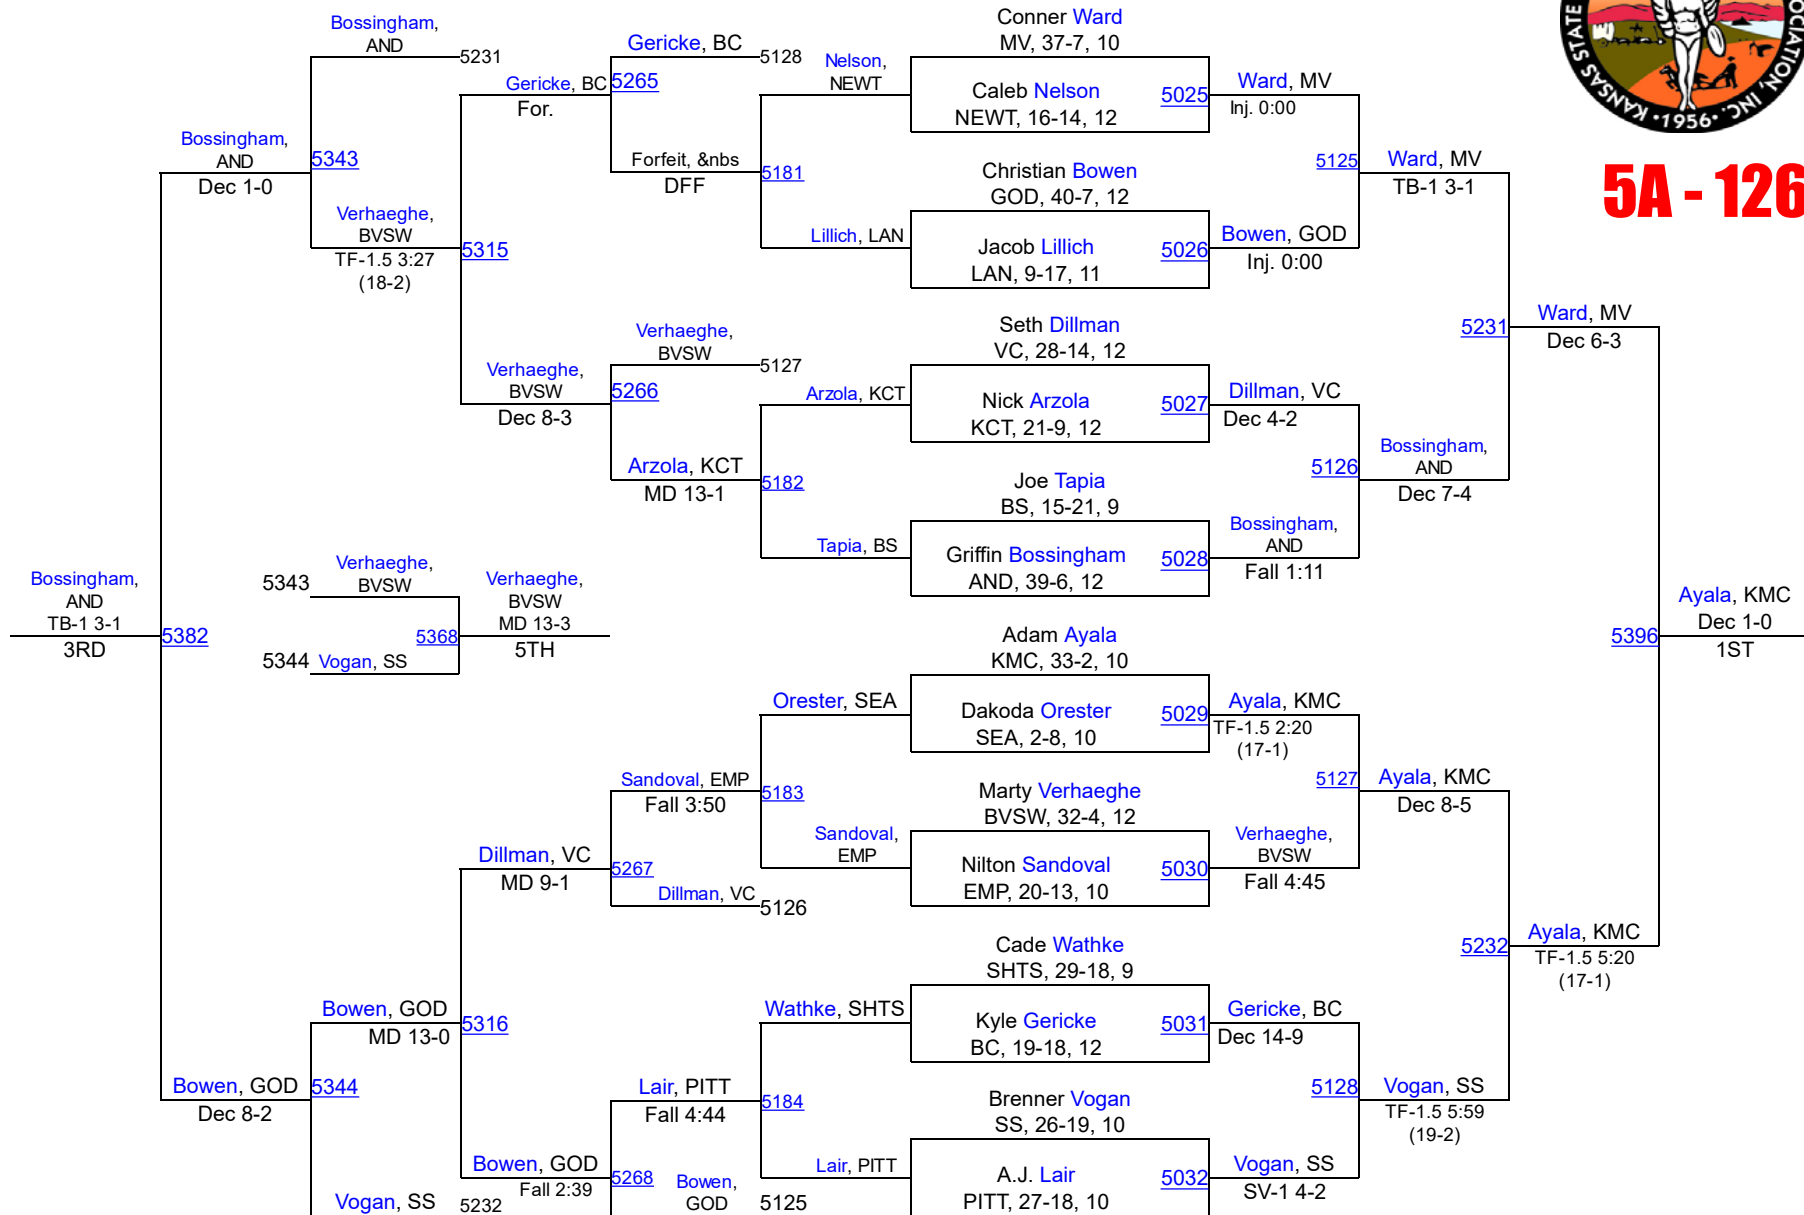 Bossingham,
AND
5231
Gericke, BC
5128
Gericke, BC
5265
For.
Bossingham,
AND
Dec 1-0
5343
Forfeit, &nbs
DFF
5181
Verhaeghe,
BVSW
TF-1.5 3:27
(18-2)
5315
Nelson,
NEWT
Lillich, LAN
Verhaeghe,
BVSW
5127
Verhaeghe,
BVSW
Dec 8-3
5266
Arzola, KCT
MD 13-1
5182
Arzola, KCT
Tapia, BS
Bossingham,
AND
TB-1 3-1
3RD
5382
5343
Verhaeghe,
BVSW
5344
Vogan, SS
5368
Verhaeghe,
BVSW
MD 13-3
5TH
Orester, SEA
Sandoval, EMP
Fall 3:50
5183
Sandoval,
EMP
Dillman, VC
MD 9-1
5267
Dillman, VC
5126
Bowen, GOD
MD 13-0
5316
Wathke, SHTS
Bowen, GOD
Dec 8-2
5344
Lair, PITT
Fall 4:44
5184
Lair, PITT
Bowen, GOD
Fall 2:39
5268
Bowen,
GOD
5125
Vogan, SS
5232
Conner Ward
MV, 37-7, 10
Caleb Nelson
NEWT, 16-14, 12
5025
Christian Bowen
GOD, 40-7, 12
Jacob Lillich
LAN, 9-17, 11
5026
Seth Dillman
VC, 28-14, 12
Nick Arzola
KCT, 21-9, 12
5027
Joe Tapia
BS, 15-21, 9
Griffin Bossingham
AND, 39-6, 12
5028
Adam Ayala
KMC, 33-2, 10
Dakoda Orester
SEA, 2-8, 10
5029
Marty Verhaeghe
BVSW, 32-4, 12
Nilton Sandoval
EMP, 20-13, 10
5030
Cade Wathke
SHTS, 29-18, 9
Kyle Gericke
BC, 19-18, 12
5031
Brenner Vogan
SS, 26-19, 10
A.J. Lair
PITT, 27-18, 10
5032
Ward, MV
Inj. 0:00
5125
Bowen, GOD
Inj. 0:00
Ward, MV
TB-1 3-1
Dillman, VC
Dec 4-2
5126
Bossingham,
AND
Fall 1:11
Bossingham,
AND
Dec 7-4
5231
Ward, MV
Dec 6-3
Ayala, KMC
TF-1.5 2:20
(17-1)
5127
Verhaeghe,
BVSW
Fall 4:45
Ayala, KMC
Dec 8-5
Gericke, BC
Dec 14-9
5128
Vogan, SS
SV-1 4-2
Vogan, SS
TF-1.5 5:59
(19-2)
5232
Ayala, KMC
TF-1.5 5:20
(17-1)
5396
Ayala, KMC
Dec 1-0
1ST
KANSAS STATE
OCIATION, INC.
•1956•
5A - 126